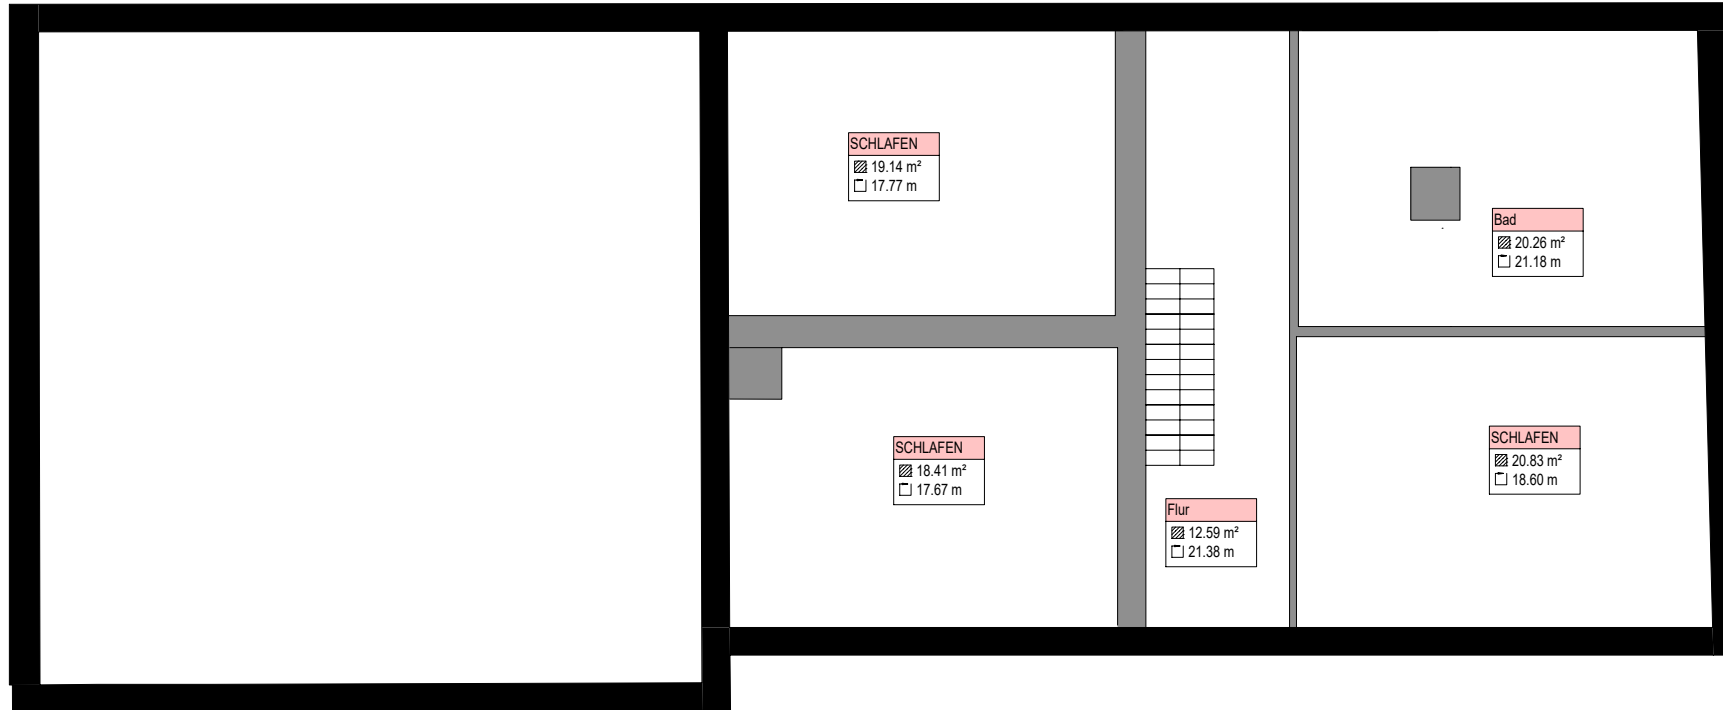 SCHLAFEN
19.14 m²
17.77 m
Bad
20.26 m²
21.18 m
SCHLAFEN
18.41 m²
17.67 m
SCHLAFEN
20.83 m²
18.60 m
Flur
12.59 m²
21.38 m